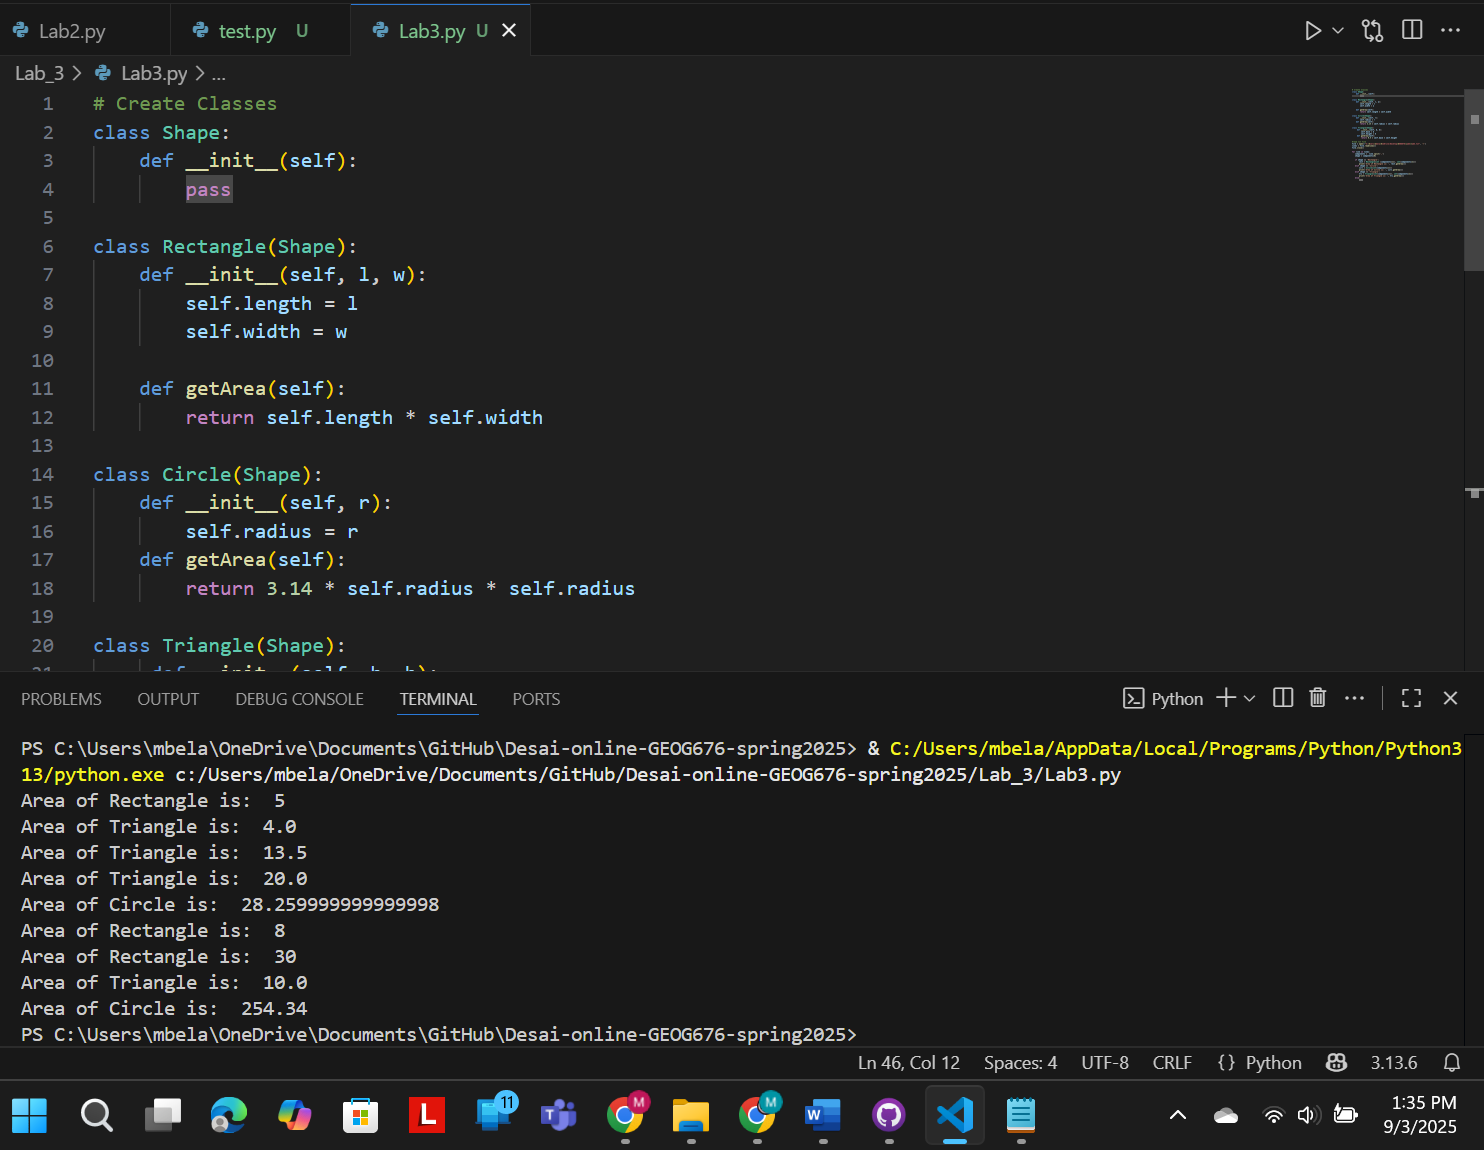 Lab2.py
test.py U
Lab3.py U
Lab_3 > Lab3.py > ...
1 # Create Classes
2 class Shape:
3     def __init__(self):
4         pass
5
6 class Rectangle(Shape):
7     def __init__(self, l, w):
8         self.length = l
9         self.width = w
10
11     def getArea(self):
12         return self.length * self.width
13
14 class Circle(Shape):
15     def __init__(self, r):
16         self.radius = r
17     def getArea(self):
18         return 3.14 * self.radius * self.radius
19
20 class Triangle(Shape):
21     def __init__(self, b, h):
PROBLEMS OUTPUT DEBUG CONSOLE TERMINAL PORTS
Python
PS C:\Users\mbela\OneDrive\Documents\GitHub\Desai-online-GEOG676-spring2025> & C:/Users/mbela/AppData/Local/Programs/Python/Python3
13/python.exe c:/Users/mbela/OneDrive/Documents/GitHub/Desai-online-GEOG676-spring2025/Lab_3/Lab3.py
Area of Rectangle is:  5
Area of Triangle is:  4.0
Area of Triangle is:  13.5
Area of Triangle is:  20.0
Area of Circle is:  28.259999999999998
Area of Rectangle is:  8
Area of Rectangle is:  30
Area of Triangle is:  10.0
Area of Circle is:  254.34
PS C:\Users\mbela\OneDrive\Documents\GitHub\Desai-online-GEOG676-spring2025>
Ln 46, Col 12 Spaces: 4 UTF-8 CRLF {} Python 3.13.6
L
11
M
M
W
1:35 PM
9/3/2025